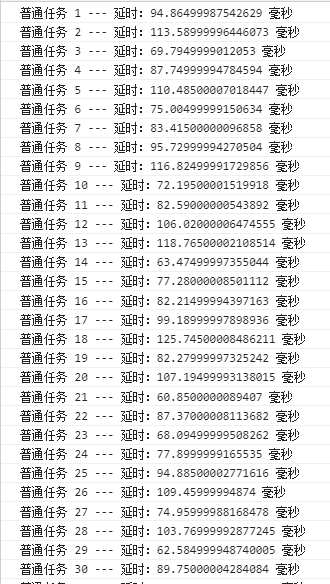 普通任务 1 --- 延时：94.86499987542629 毫秒
普通任务 2 --- 延时：113.58999996446073 毫秒
普通任务 3 --- 延时：69.7949999012053 毫秒
普通任务 4 --- 延时：87.74999994784594 毫秒
普通任务 5 --- 延时：110.48500007018447 毫秒
普通任务 6 --- 延时：75.00499999150634 毫秒
普通任务 7 --- 延时：83.41500000096858 毫秒
普通任务 8 --- 延时：95.72999994270504 毫秒
普通任务 9 --- 延时：116.82499991729856 毫秒
普通任务 10 --- 延时：72.19500001519918 毫秒
普通任务 11 --- 延时：82.59000000543892 毫秒
普通任务 12 --- 延时：106.02000006474555 毫秒
普通任务 13 --- 延时：118.76500002108514 毫秒
普通任务 14 --- 延时：63.47499997355044 毫秒
普通任务 15 --- 延时：77.28000008501112 毫秒
普通任务 16 --- 延时：82.21499994397163 毫秒
普通任务 17 --- 延时：99.18999997898936 毫秒
普通任务 18 --- 延时：125.74500008486211 毫秒
普通任务 19 --- 延时：82.27999997325242 毫秒
普通任务 20 --- 延时：107.19499993138015 毫秒
普通任务 21 --- 延时：60.8500000089407 毫秒
普通任务 22 --- 延时：87.37000008113682 毫秒
普通任务 23 --- 延时：68.09499999508262 毫秒
普通任务 24 --- 延时：77.8999999165535 毫秒
普通任务 25 --- 延时：94.88500002771616 毫秒
普通任务 26 --- 延时：109.45999994874 毫秒
普通任务 27 --- 延时：74.95999988168478 毫秒
普通任务 28 --- 延时：103.76999992877245 毫秒
普通任务 29 --- 延时：62.584999948740005 毫秒
普通任务 30 --- 延时：89.75000004284084 毫秒